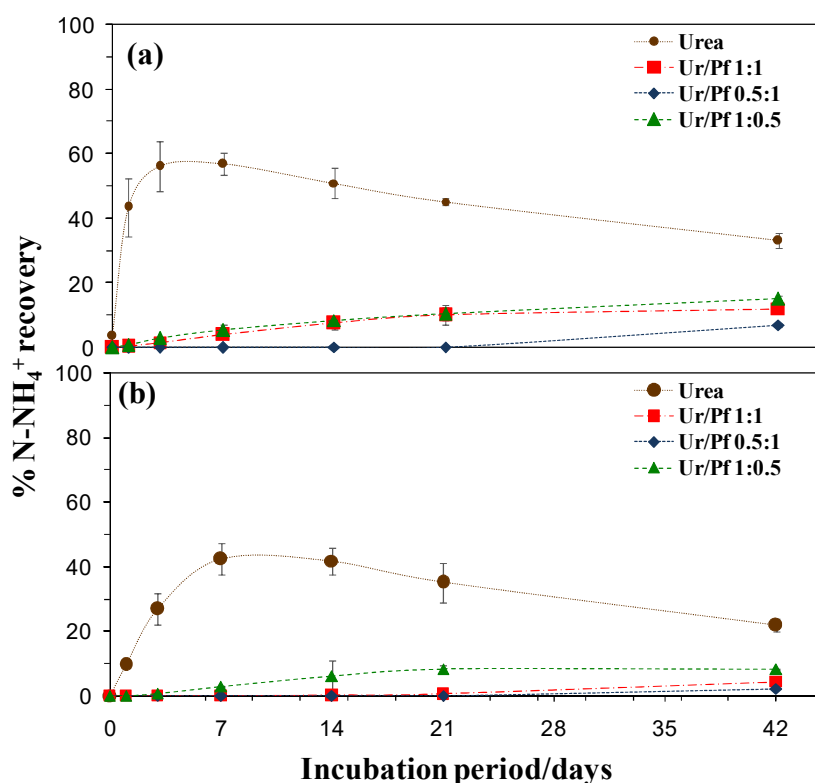 % N-NH4+ recovery
(a)
100
80
60
40
20
0
Urea
Ur/Pf 1:1
Ur/Pf 0.5:1
Ur/Pf 1:0.5
(b)
100
80
60
40
20
0
Urea
Ur/Pf 1:1
Ur/Pf 0.5:1
Ur/Pf 1:0.5
0 7 14 21 28 35 42
Incubation period/days